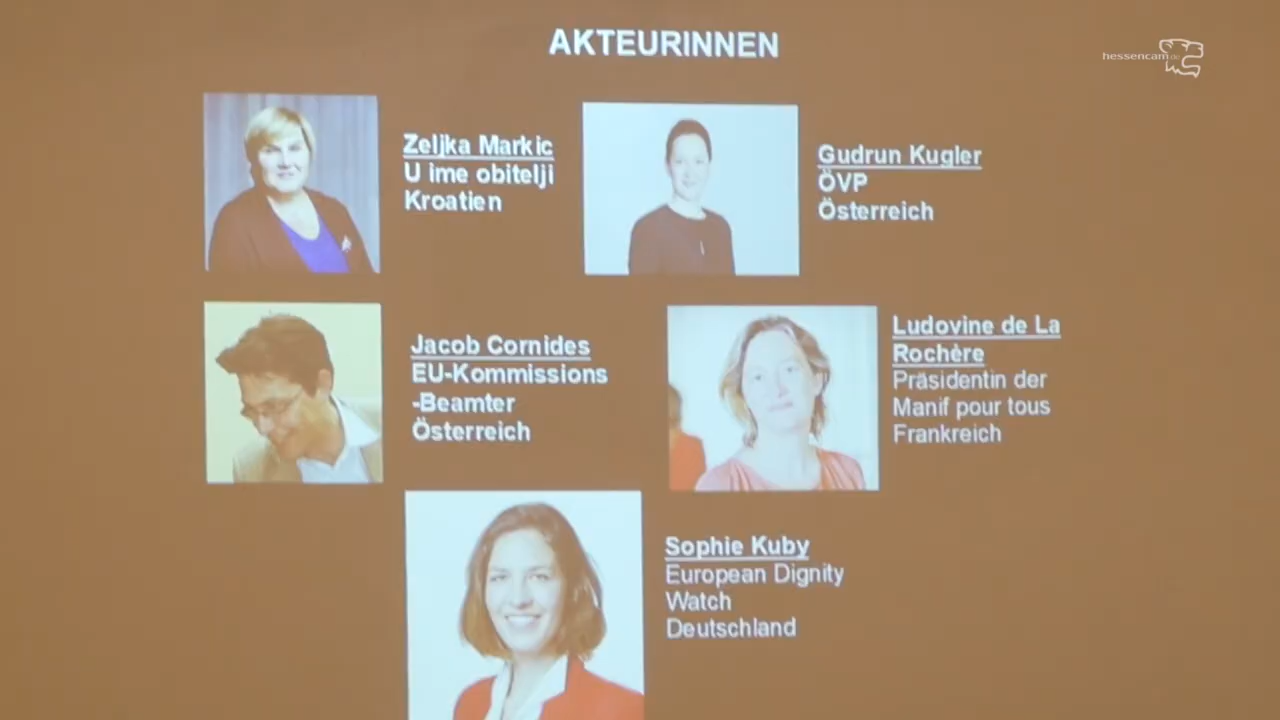 AKTEURINNEN
hessencam.de
Zeljka Markic
U ime obitelji
Kroatien
Gudrun Kugler
ÖVP
Österreich
Jacob Cornides
EU-Kommissions
-Beamter
Österreich
Ludovine de La
Rochère
Präsidentin der
Manif pour tous
Frankreich
Sophie Kuby
European Dignity
Watch
Deutschland